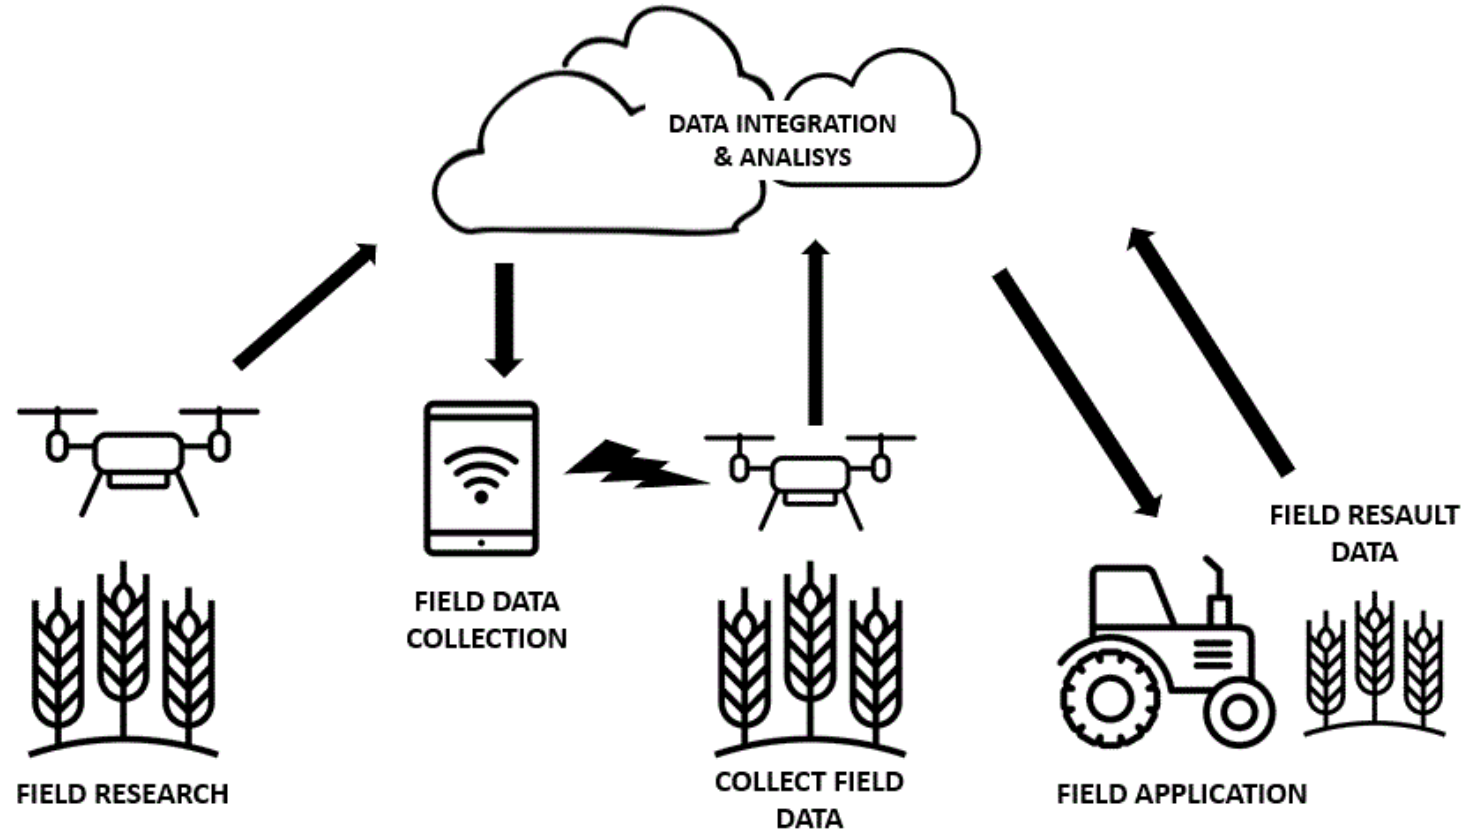 DATA INTEGRATION
& ANALISYS
FIELD RESAULT
DATA
FIELD DATA
COLLECTION
FIELD RESEARCH
COLLECT FIELD
DATA
FIELD APPLICATION